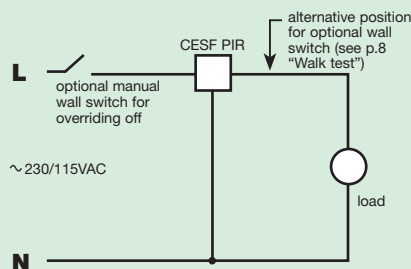 alternative position
for optional wall
switch (see p.8
"Walk test")
CESF PIR
L
optional manual
wall switch for
overriding off
~230/115VAC
load
N